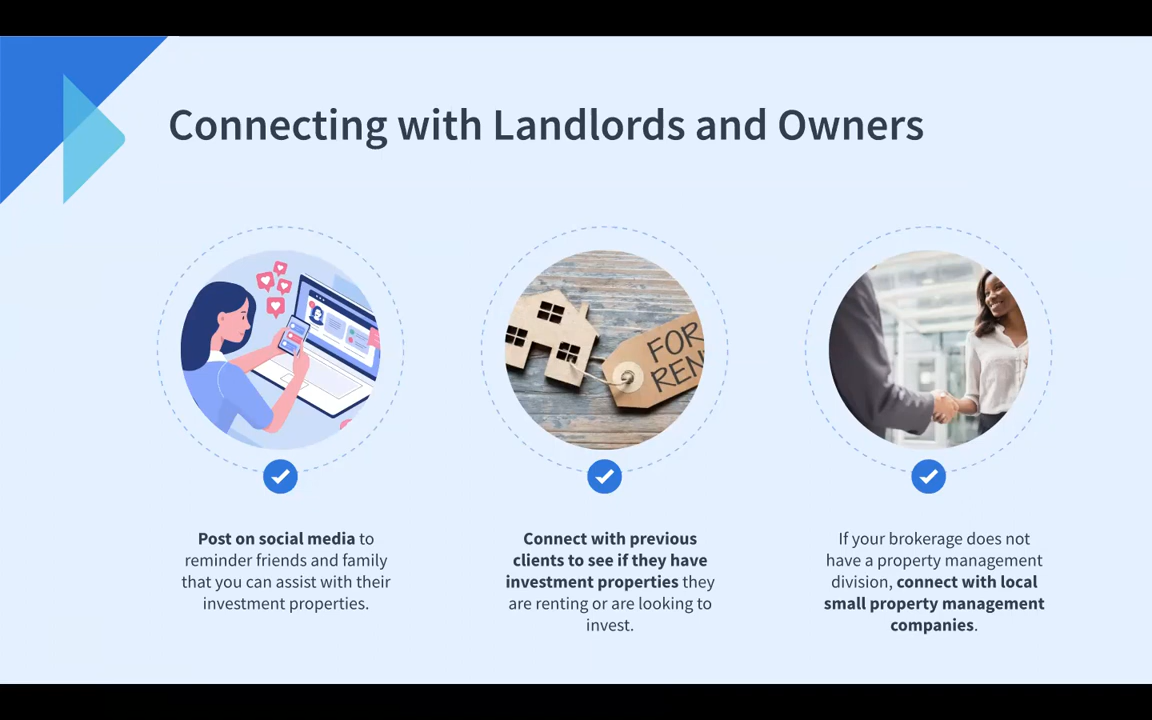 Connecting with Landlords and Owners
FOR
REN
Post on social media to
reminder friends and family
that you can assist with their
investment properties.
Connect with previous
clients to see if they have
investment properties they
are renting or are looking to
invest.
If your brokerage does not
have a property management
division, connect with local
small property management
companies.